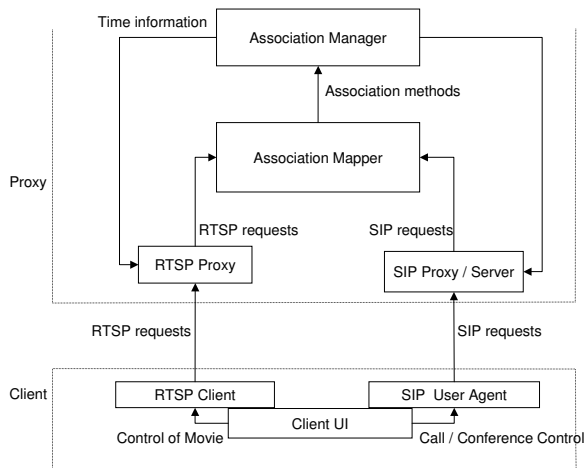 Time information
Association Manager
Association methods
Association Mapper
Proxy
RTSP requests
SIP requests
RTSP Proxy
SIP Proxy / Server
RTSP requests
SIP requests
Client
RTSP Client
SIP User Agent
Client UI
Control of Movie
Call / Conference Control